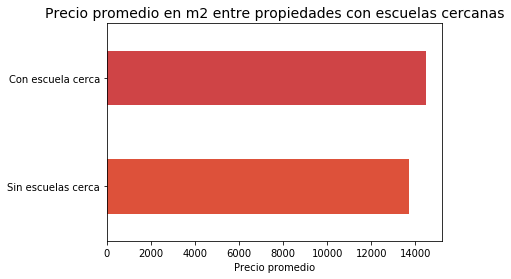 Precio promedio en m2 entre propiedades con escuelas cercanas
Con escuela cerca
Sin escuelas cerca
0 2000 4000 6000 8000 10000 12000 14000
Precio promedio